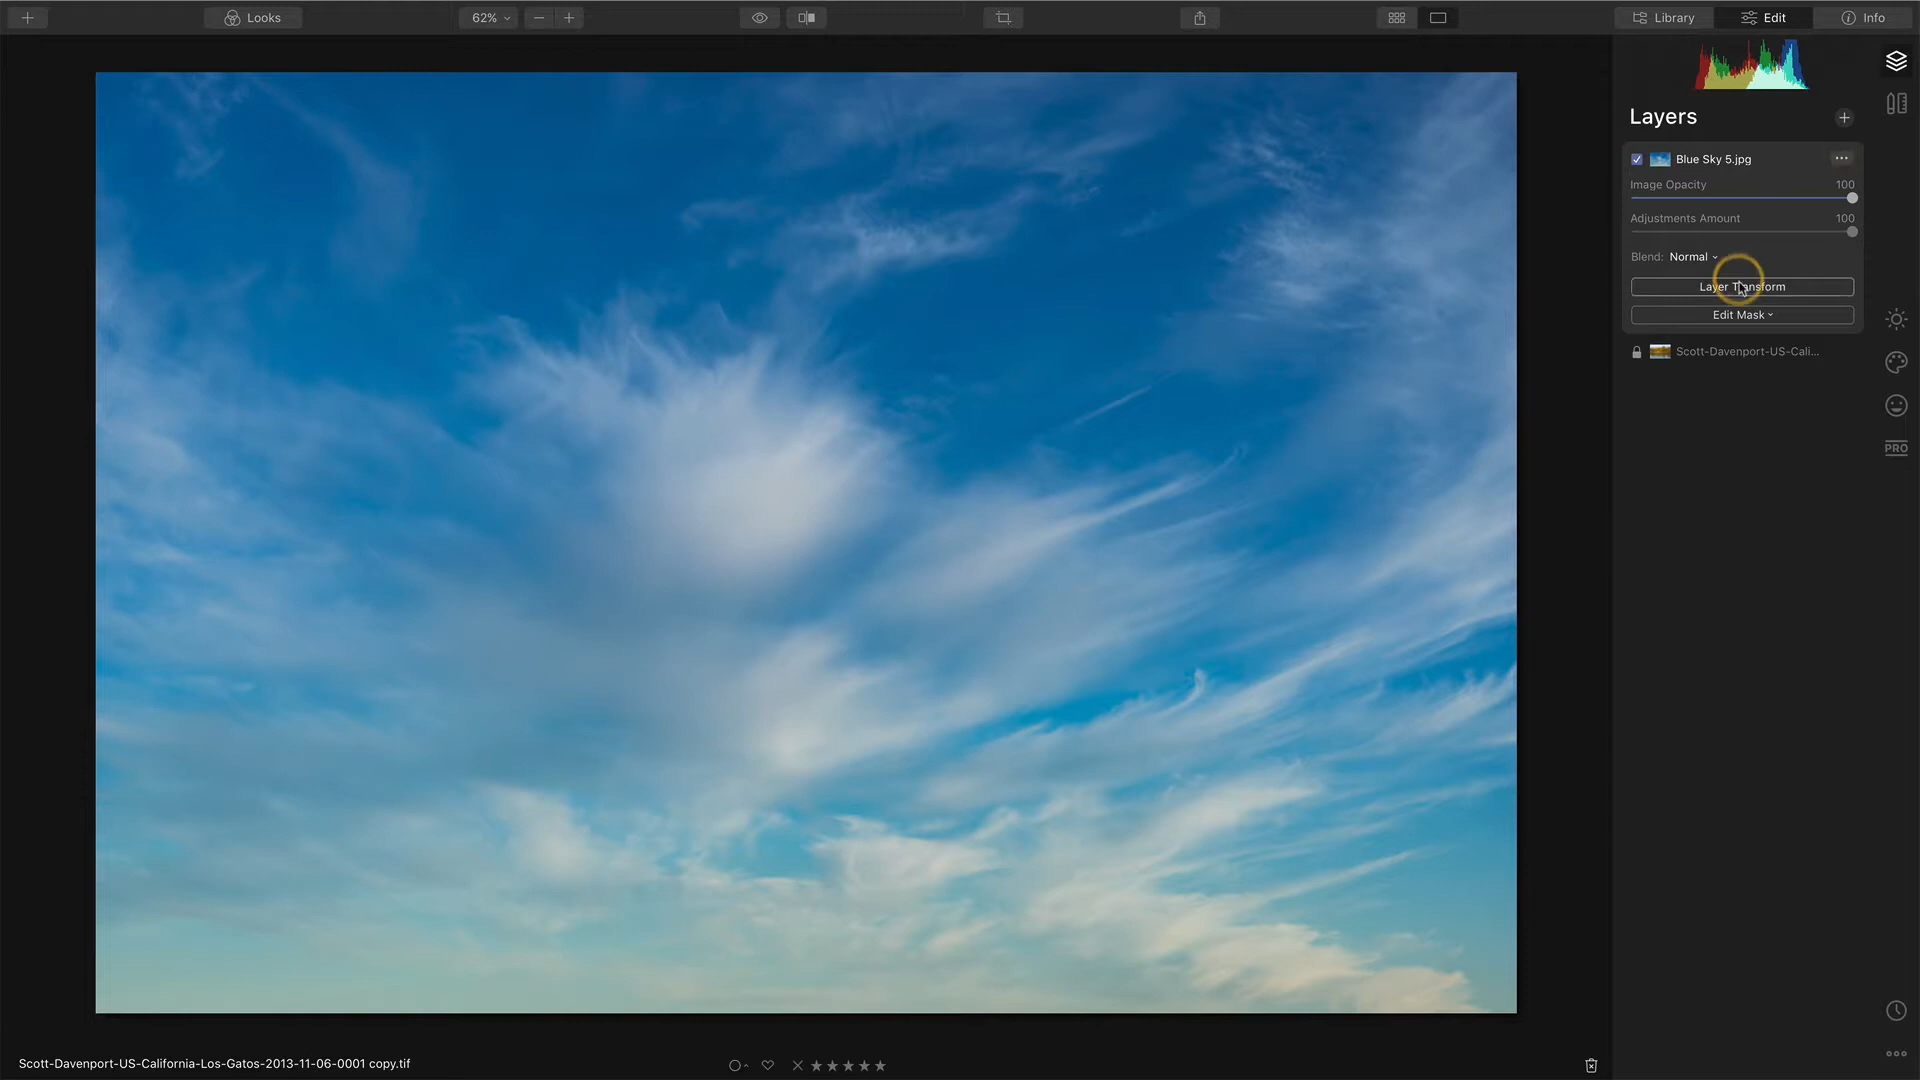 Looks
62%
Library
Edit
Info
Layers
Blue Sky 5.jpg
Image Opacity 100
Adjustments Amount 100
Blend: Normal
Layer Transform
Edit Mask
Scott-Davenport-US-Cali...
PRO
Scott-Davenport-US-California-Los-Gatos-2013-11-06-0001 copy.tif